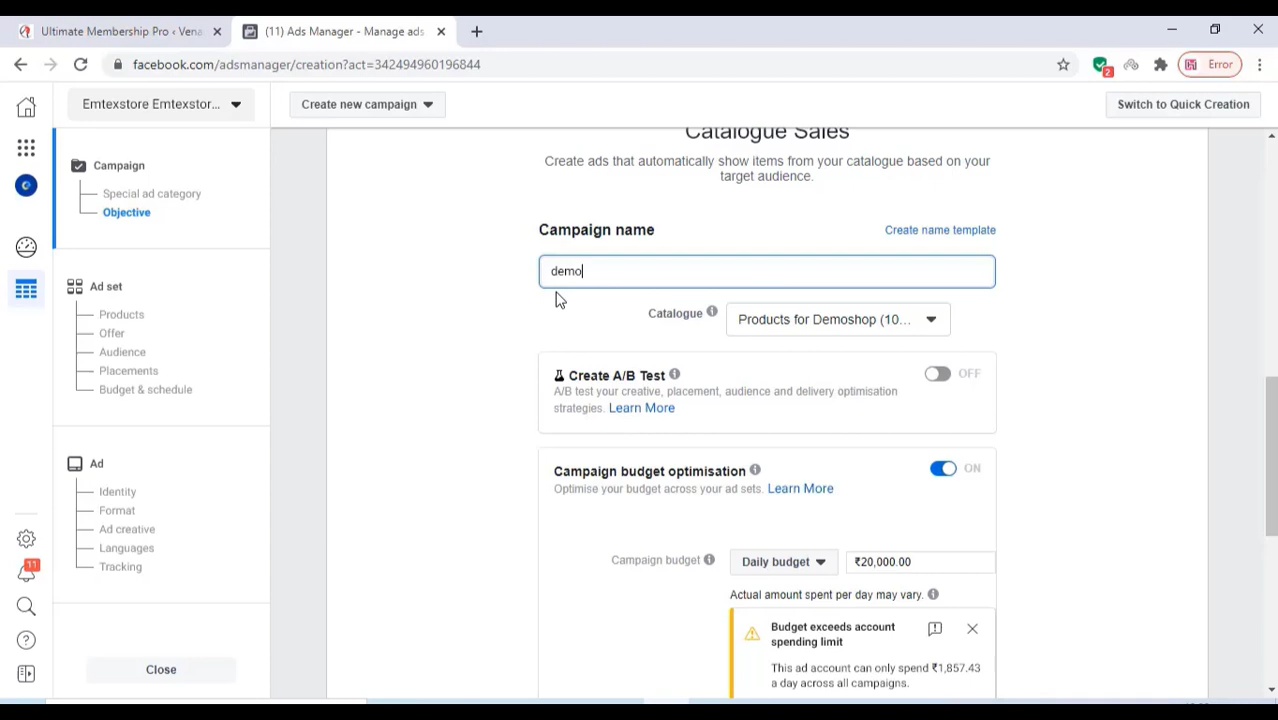 Ultimate Membership Pro ‹ Vena
(11) Ads Manager - Manage ads
facebook.com/adsmanager/creation?act=342494960196844
2
Error
Emtexstore Emtexstor...
Create new campaign
Switch to Quick Creation
Campaign
Special ad category
Objective
Ad set
Products
Offer
Audience
Placements
Budget & schedule
Ad
Identity
Format
Ad creative
Languages
Tracking
11
Close
Catalogue Sales
Create ads that automatically show items from your catalogue based on your
target audience.
Campaign name
Create name template
demo
Catalogue
Products for Demoshop (10...
Create A/B Test
OFF
A/B test your creative, placement, audience and delivery optimisation
strategies. Learn More
Campaign budget optimisation
ON
Optimise your budget across your ad sets. Learn More
Campaign budget
Daily budget
₹20,000.00
Actual amount spent per day may vary.
Budget exceeds account
spending limit
This ad account can only spend ₹1,857.43
a day across all campaigns.